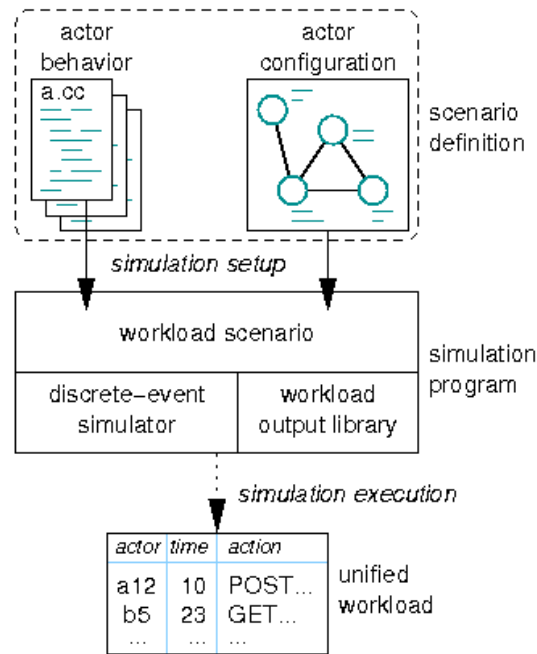 actor
behavior
actor
configuration
a.cc
scenario
definition
simulation setup
workload scenario
discrete-event
simulator
workload
output library
simulation
program
simulation execution
actor time action
a12 10 POST...
b5 23 GET...
... ... ...
unified
workload